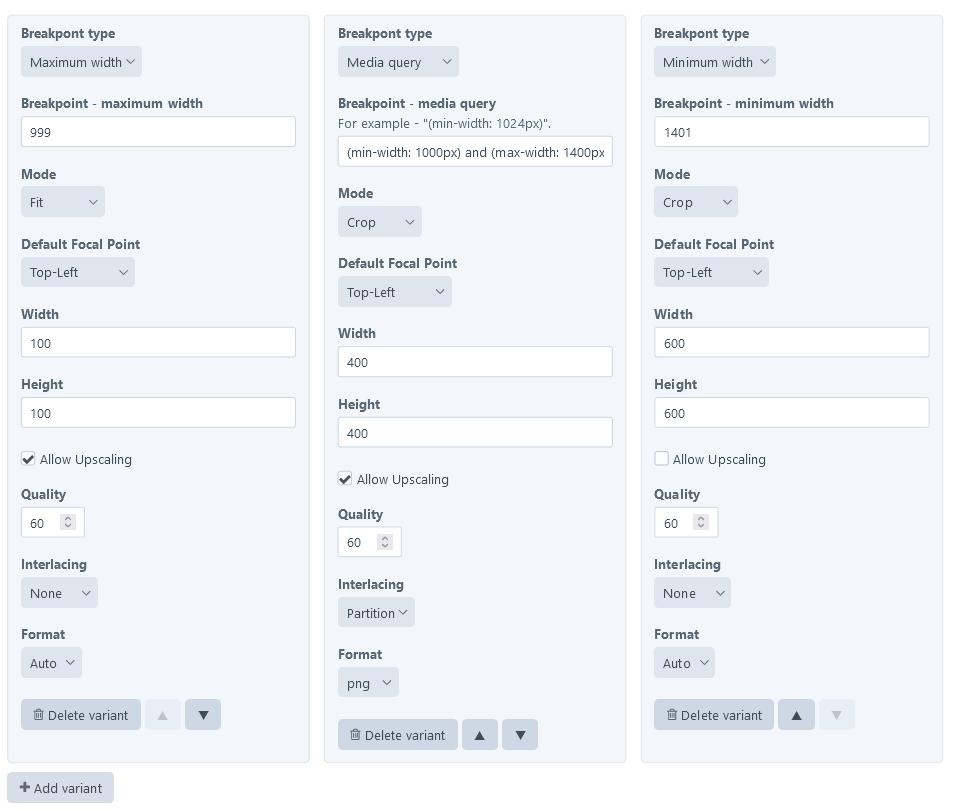 Breakpont type
Maximum width
Breakpoint - maximum width
999
Mode
Fit
Default Focal Point
Top-Left
Width
100
Height
100
Allow Upscaling
Quality
60
Interlacing
None
Format
Auto
Delete variant
Breakpont type
Media query
Breakpoint - media query
For example - "(min-width: 1024px)".
(min-width: 1000px) and (max-width: 1400px
Mode
Crop
Default Focal Point
Top-Left
Width
400
Height
400
Allow Upscaling
Quality
60
Interlacing
Partition
Format
png
Delete variant
Breakpont type
Minimum width
Breakpoint - minimum width
1401
Mode
Crop
Default Focal Point
Top-Left
Width
600
Height
600
Allow Upscaling
Quality
60
Interlacing
None
Format
Auto
Delete variant
Add variant